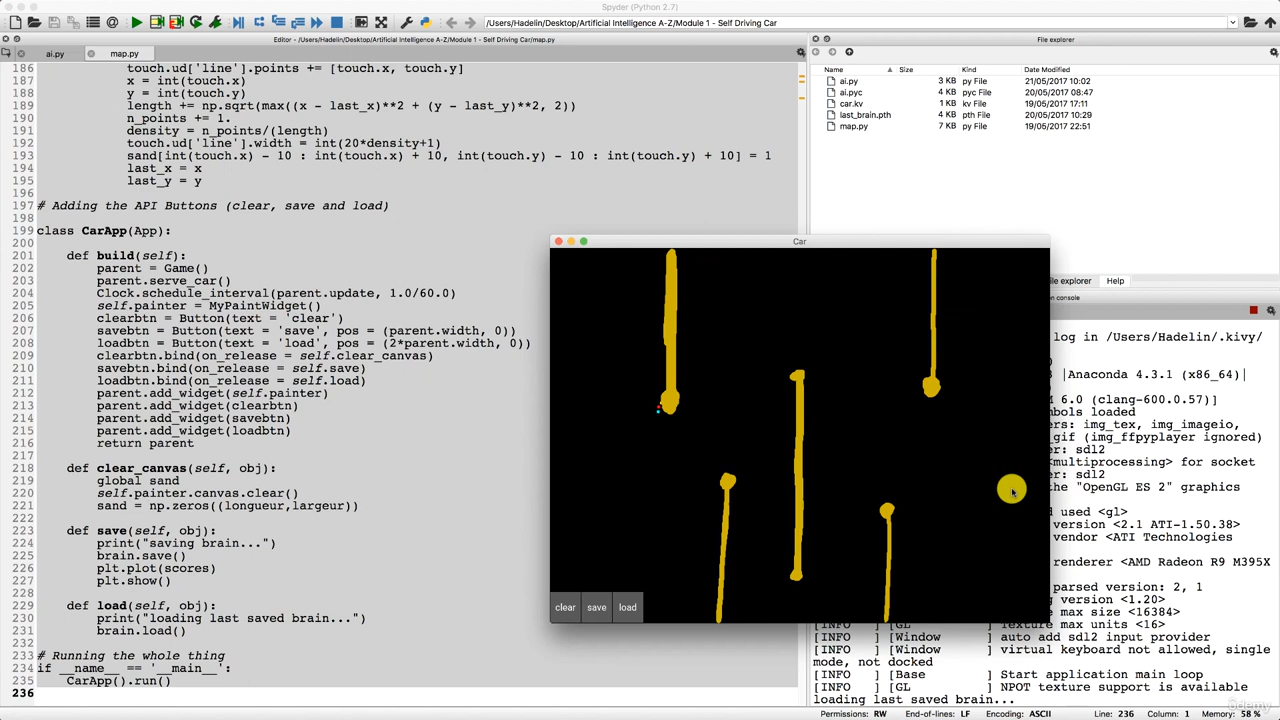 Spyder (Python 2.7)
/Users/Hadelin/Desktop/Artificial Intelligence A-Z/Module 1 - Self Driving Car
Editor - /Users/Hadelin/Desktop/Artificial Intelligence A-Z/Module 1 - Self Driving Car/map.py
File explorer
ai.py
map.py
Name Size Kind Date Modified
ai.py 3 KB py File 21/05/2017 10:02
ai.pyc 4 KB pyc File 20/05/2017 08:47
car.kv 1 KB kv File 19/05/2017 17:11
last_brain.pth 4 KB pth File 20/05/2017 10:29
map.py 7 KB py File 19/05/2017 22:51
186 touch.ud['line'].points += [touch.x, touch.y]
187 x = int(touch.x)
188 y = int(touch.y)
189 length += np.sqrt(max((x - last_x)**2 + (y - last_y)**2, 2))
190 n_points += 1.
191 density = n_points/(length)
192 touch.ud['line'].width = int(20*density+1)
193 sand[int(touch.x) - 10 : int(touch.x) + 10, int(touch.y) - 10 : int(touch.y) + 10] = 1
194 last_x = x
195 last_y = y
196
197 # Adding the API Buttons (clear, save and load)
198
199 class CarApp(App):
200
201 def build(self):
202 parent = Game()
203 parent.serve_car()
204 Clock.schedule_interval(parent.update, 1.0/60.0)
205 self.painter = MyPaintWidget()
206 clearbtn = Button(text = 'clear')
207 savebtn = Button(text = 'save', pos = (parent.width, 0))
208 loadbtn = Button(text = 'load', pos = (2*parent.width, 0))
209 clearbtn.bind(on_release = self.clear_canvas)
210 savebtn.bind(on_release = self.save)
211 loadbtn.bind(on_release = self.load)
212 parent.add_widget(self.painter)
213 parent.add_widget(clearbtn)
214 parent.add_widget(savebtn)
215 parent.add_widget(loadbtn)
216 return parent
217
218 def clear_canvas(self, obj):
219 global sand
220 self.painter.canvas.clear()
221 sand = np.zeros((longueur,largeur))
222
223 def save(self, obj):
224 print("saving brain...")
225 brain.save()
226 plt.plot(scores)
227 plt.show()
228
229 def load(self, obj):
230 print("loading last saved brain...")
231 brain.load()
232
233 # Running the whole thing
234 if __name__ == '__main__':
235 CarApp().run()
236
Car
clear save load
file explorer Help
console
log in /Users/Hadelin/.kivy/
|Anaconda 4.3.1 (x86_64)|
6.0 (clang-600.0.57)]
mbols loaded
ers: img_tex, img_imageio,
_gif (img_ffpyplayer ignored)
er: sdl2
<multiprocessing> for socket
er: sdl2
the "OpenGL ES 2" graphics
used <gl>
version <2.1 ATI-1.50.38>
vendor <ATI Technologies
renderer <AMD Radeon R9 M395X
parsed version: 2, 1
ng version <1.20>
ure max size <16384>
[INFO ] [GL ] Texture max units <16>
[INFO ] [Window ] auto add sdl2 input provider
[INFO ] [Window ] virtual keyboard not allowed, single
mode, not docked
[INFO ] [Base ] Start application main loop
[INFO ] [GL ] NPOT texture support is available
loading last saved brain...
Permissions: RW End-of-lines: LF Encoding: ASCII Line: 236 Column: 1 Memory: 58 %
udemy